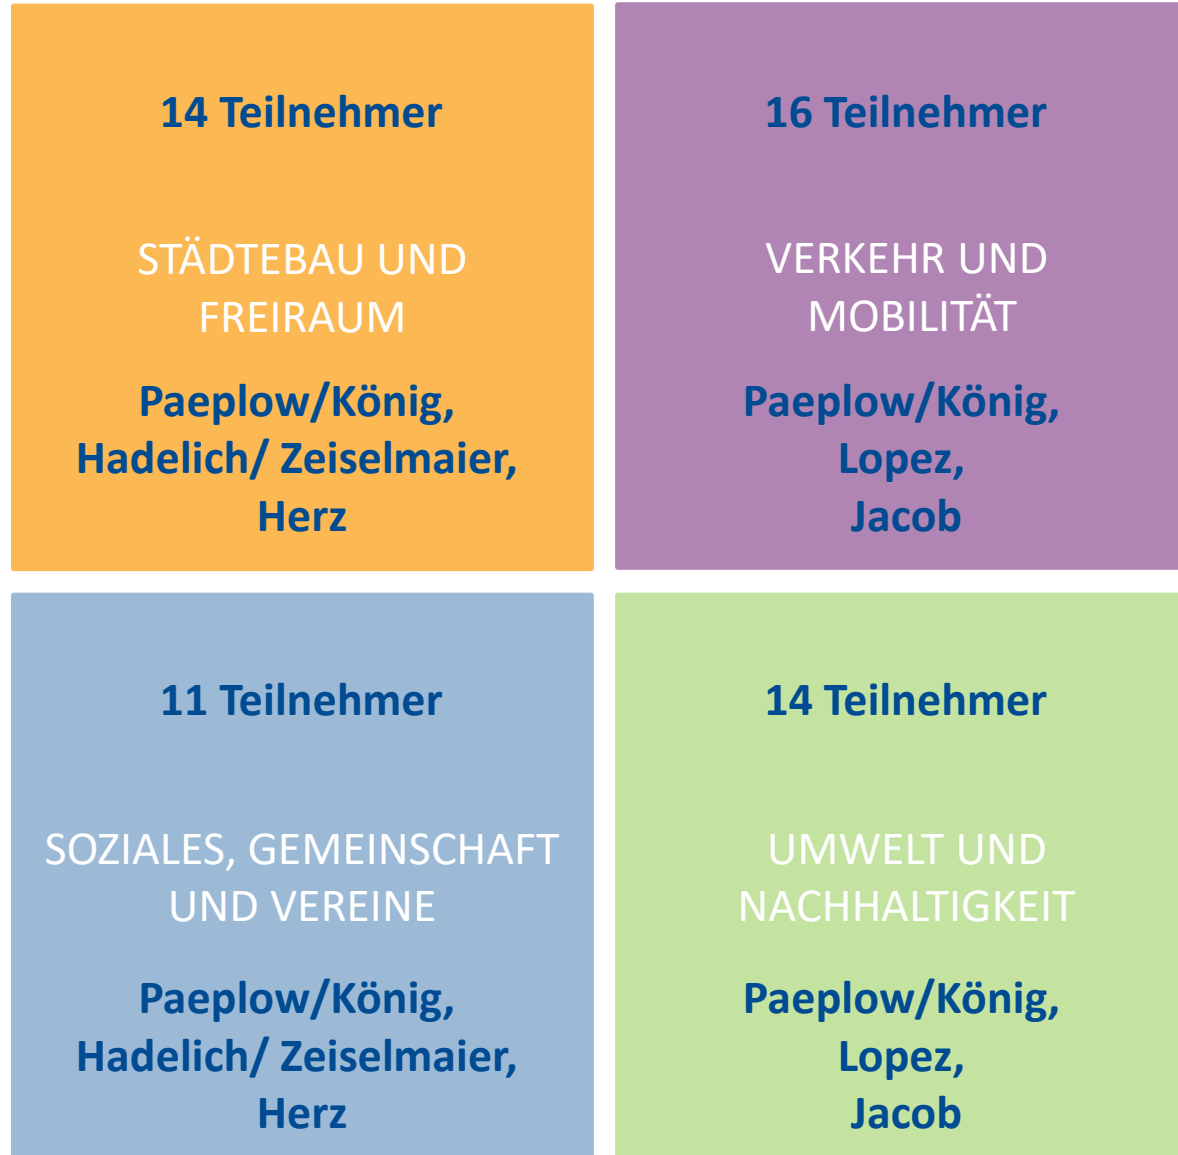 14 Teilnehmer
STÄDTEBAU UND
FREIRAUM
Paeplow/König,
Hadelich/ Zeiselmaier,
Herz
16 Teilnehmer
VERKEHR UND
MOBILITÄT
Paeplow/König,
Lopez,
Jacob
11 Teilnehmer
SOZIALES, GEMEINSCHAFT
UND VEREINE
Paeplow/König,
Hadelich/ Zeiselmaier,
Herz
14 Teilnehmer
UMWELT UND
NACHHALTIGKEIT
Paeplow/König,
Lopez,
Jacob